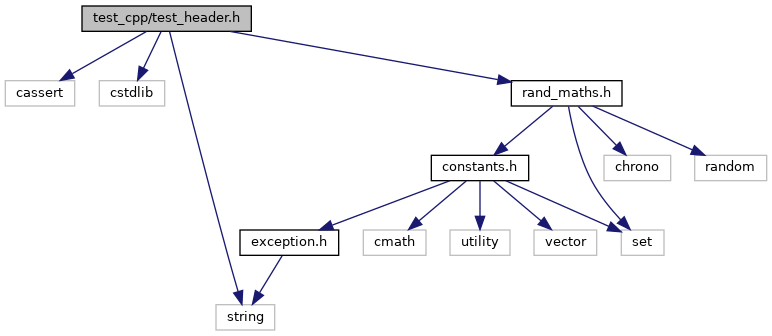 test_cpp/test_header.h
cassert
cstdlib
rand_maths.h
constants.h
chrono
random
exception.h
cmath
utility
vector
set
string